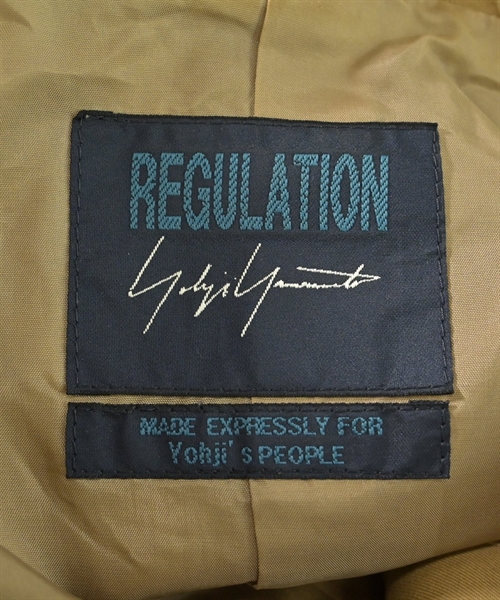 REGULATION
Yohji Yamamoto
MADE EXPRESSLY FOR
Yohji's PEOPLE